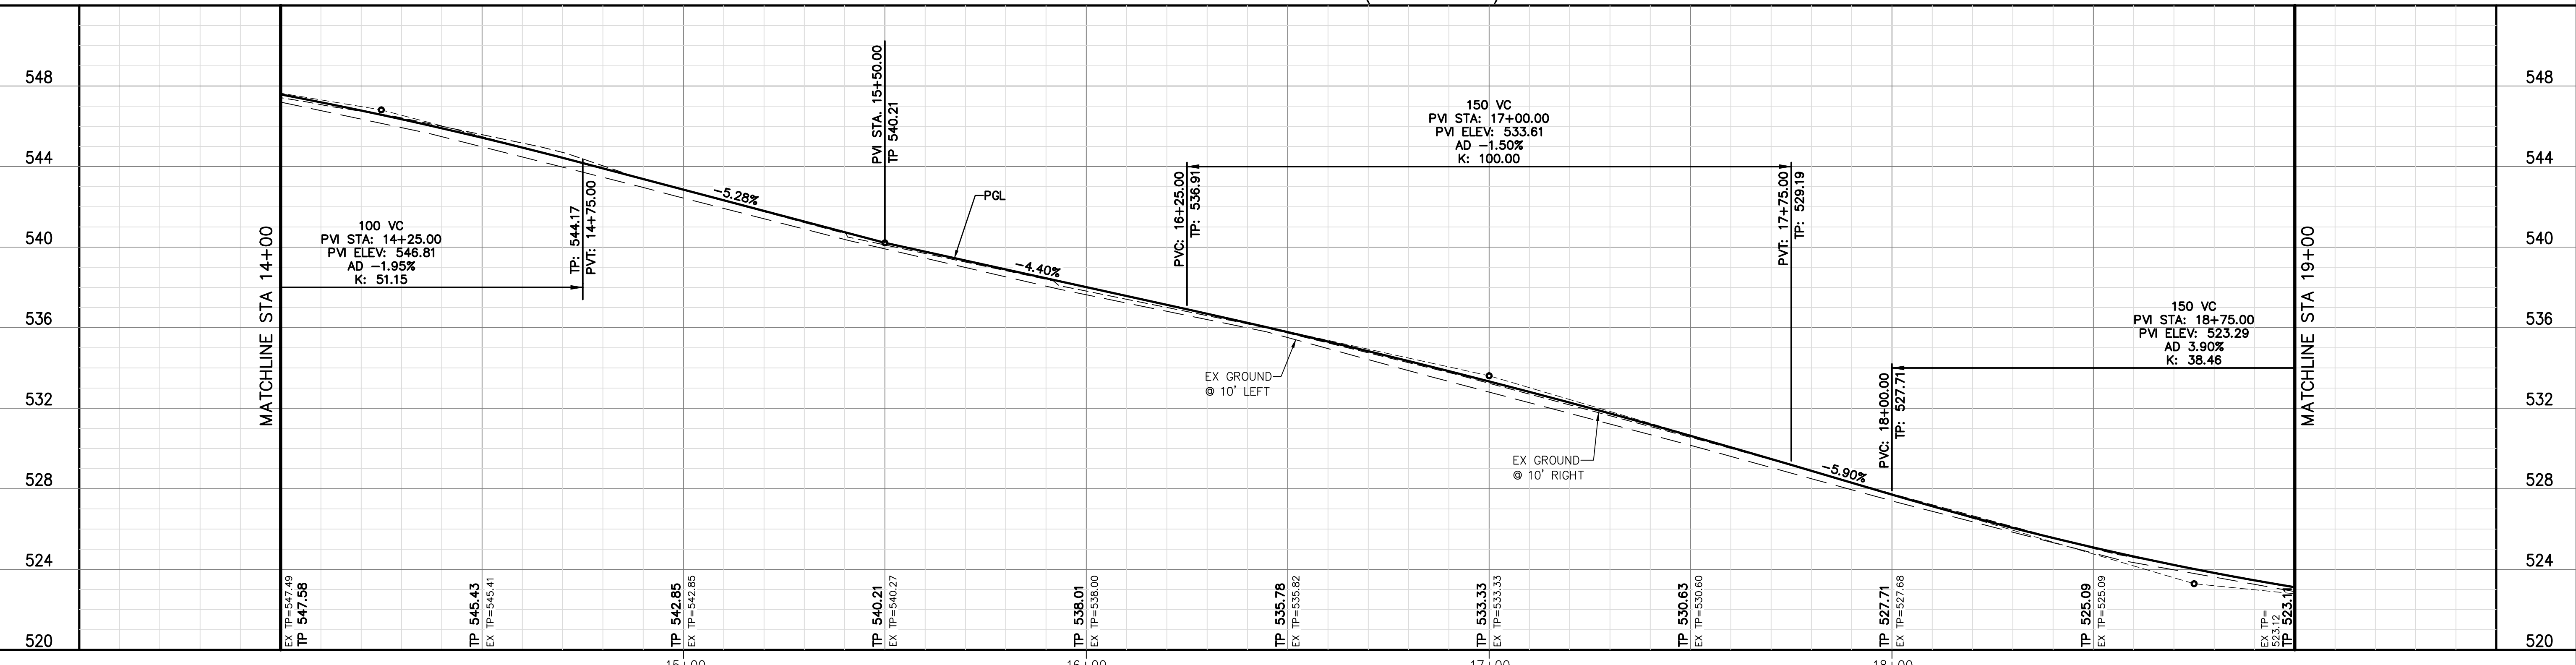 548
544
540
536
532
528
524
520
MATCHLINE STA 14+00
100 VC
PVI STA: 14+25.00
PVI ELEV: 546.81
AD -1.95%
K: 51.15
TP: 544.17
PVT: 14+75.00
-5.28%
PVI STA. 15+50.00
TP 540.21
PGL
-4.40%
PVC: 16+25.00
TP: 536.91
150 VC
PVI STA: 17+00.00
PVI ELEV: 533.61
AD -1.50%
K: 100.00
EX GROUND
@ 10' LEFT
EX GROUND
@ 10' RIGHT
PVT: 17+75.00
TP: 529.19
-5.90%
PVC: 18+00.00
TP: 527.71
150 VC
PVI STA: 18+75.00
PVI ELEV: 523.29
AD 3.90%
K: 38.46
MATCHLINE STA 19+00
548
544
540
536
532
528
524
520
EX TP=547.49
TP 547.58
TP 545.43
EX TP=545.41
TP 542.85
EX TP=542.85
TP 540.21
EX TP=540.27
TP 538.01
EX TP=538.00
TP 535.78
EX TP=535.82
TP 533.33
EX TP=533.33
TP 530.63
EX TP=530.60
TP 527.71
EX TP=527.68
TP 525.09
EX TP=525.09
EX TP=
523.12
TP 523.11
15+00
16+00
17+00
18+00